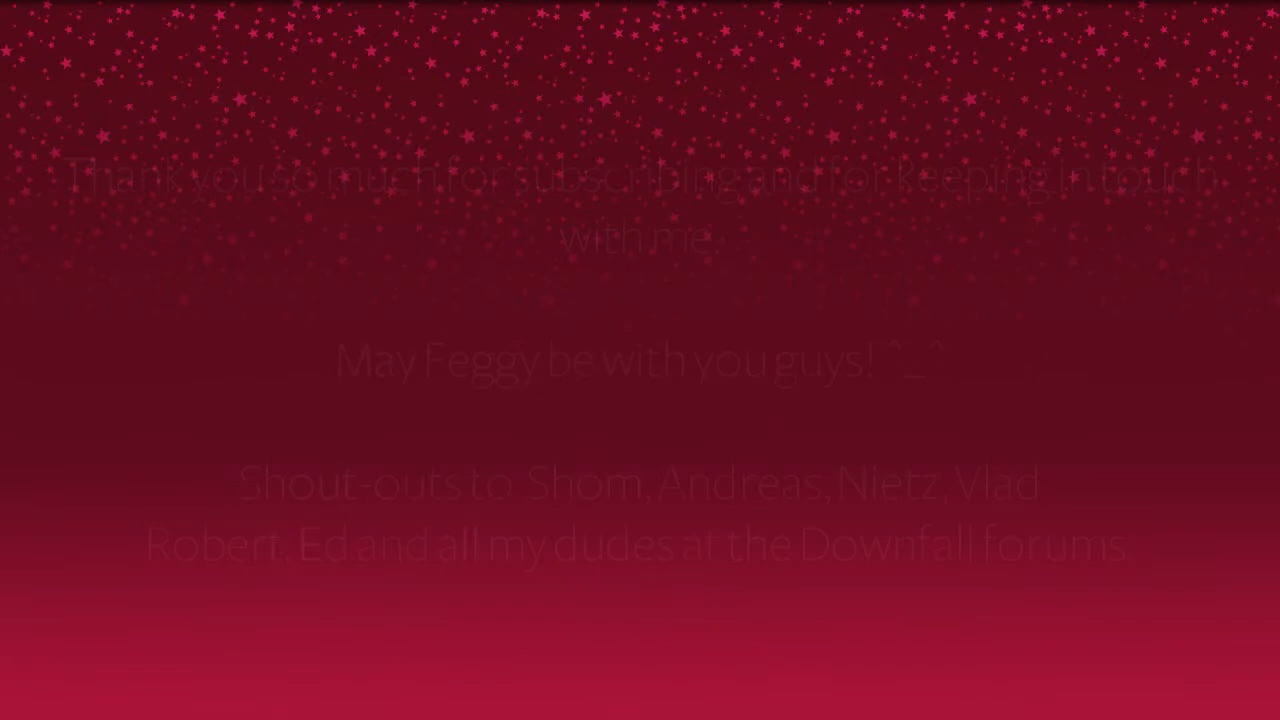 Thank you so much for subscribing and for keeping in touch
with me.
May Feggy be with you guys! ^_^
Shout-outs to Shom, Andreas, Nietz, Vlad
Robert, Ed and all my dudes at the Downfall forums